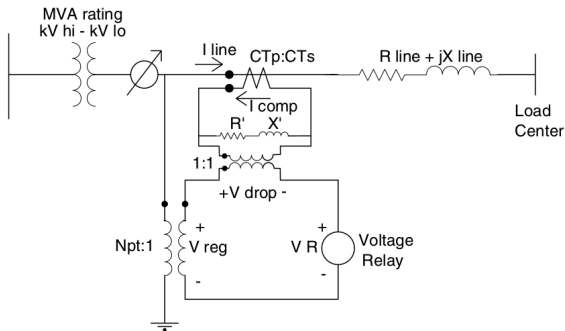 MVA rating
kV hi - kV lo
I line
CTp:CTs
R line + jX line
I comp
R' X'
Load
Center
1:1
+V drop -
Npt:1
+
V reg
-
+
V R
-
Voltage
Relay